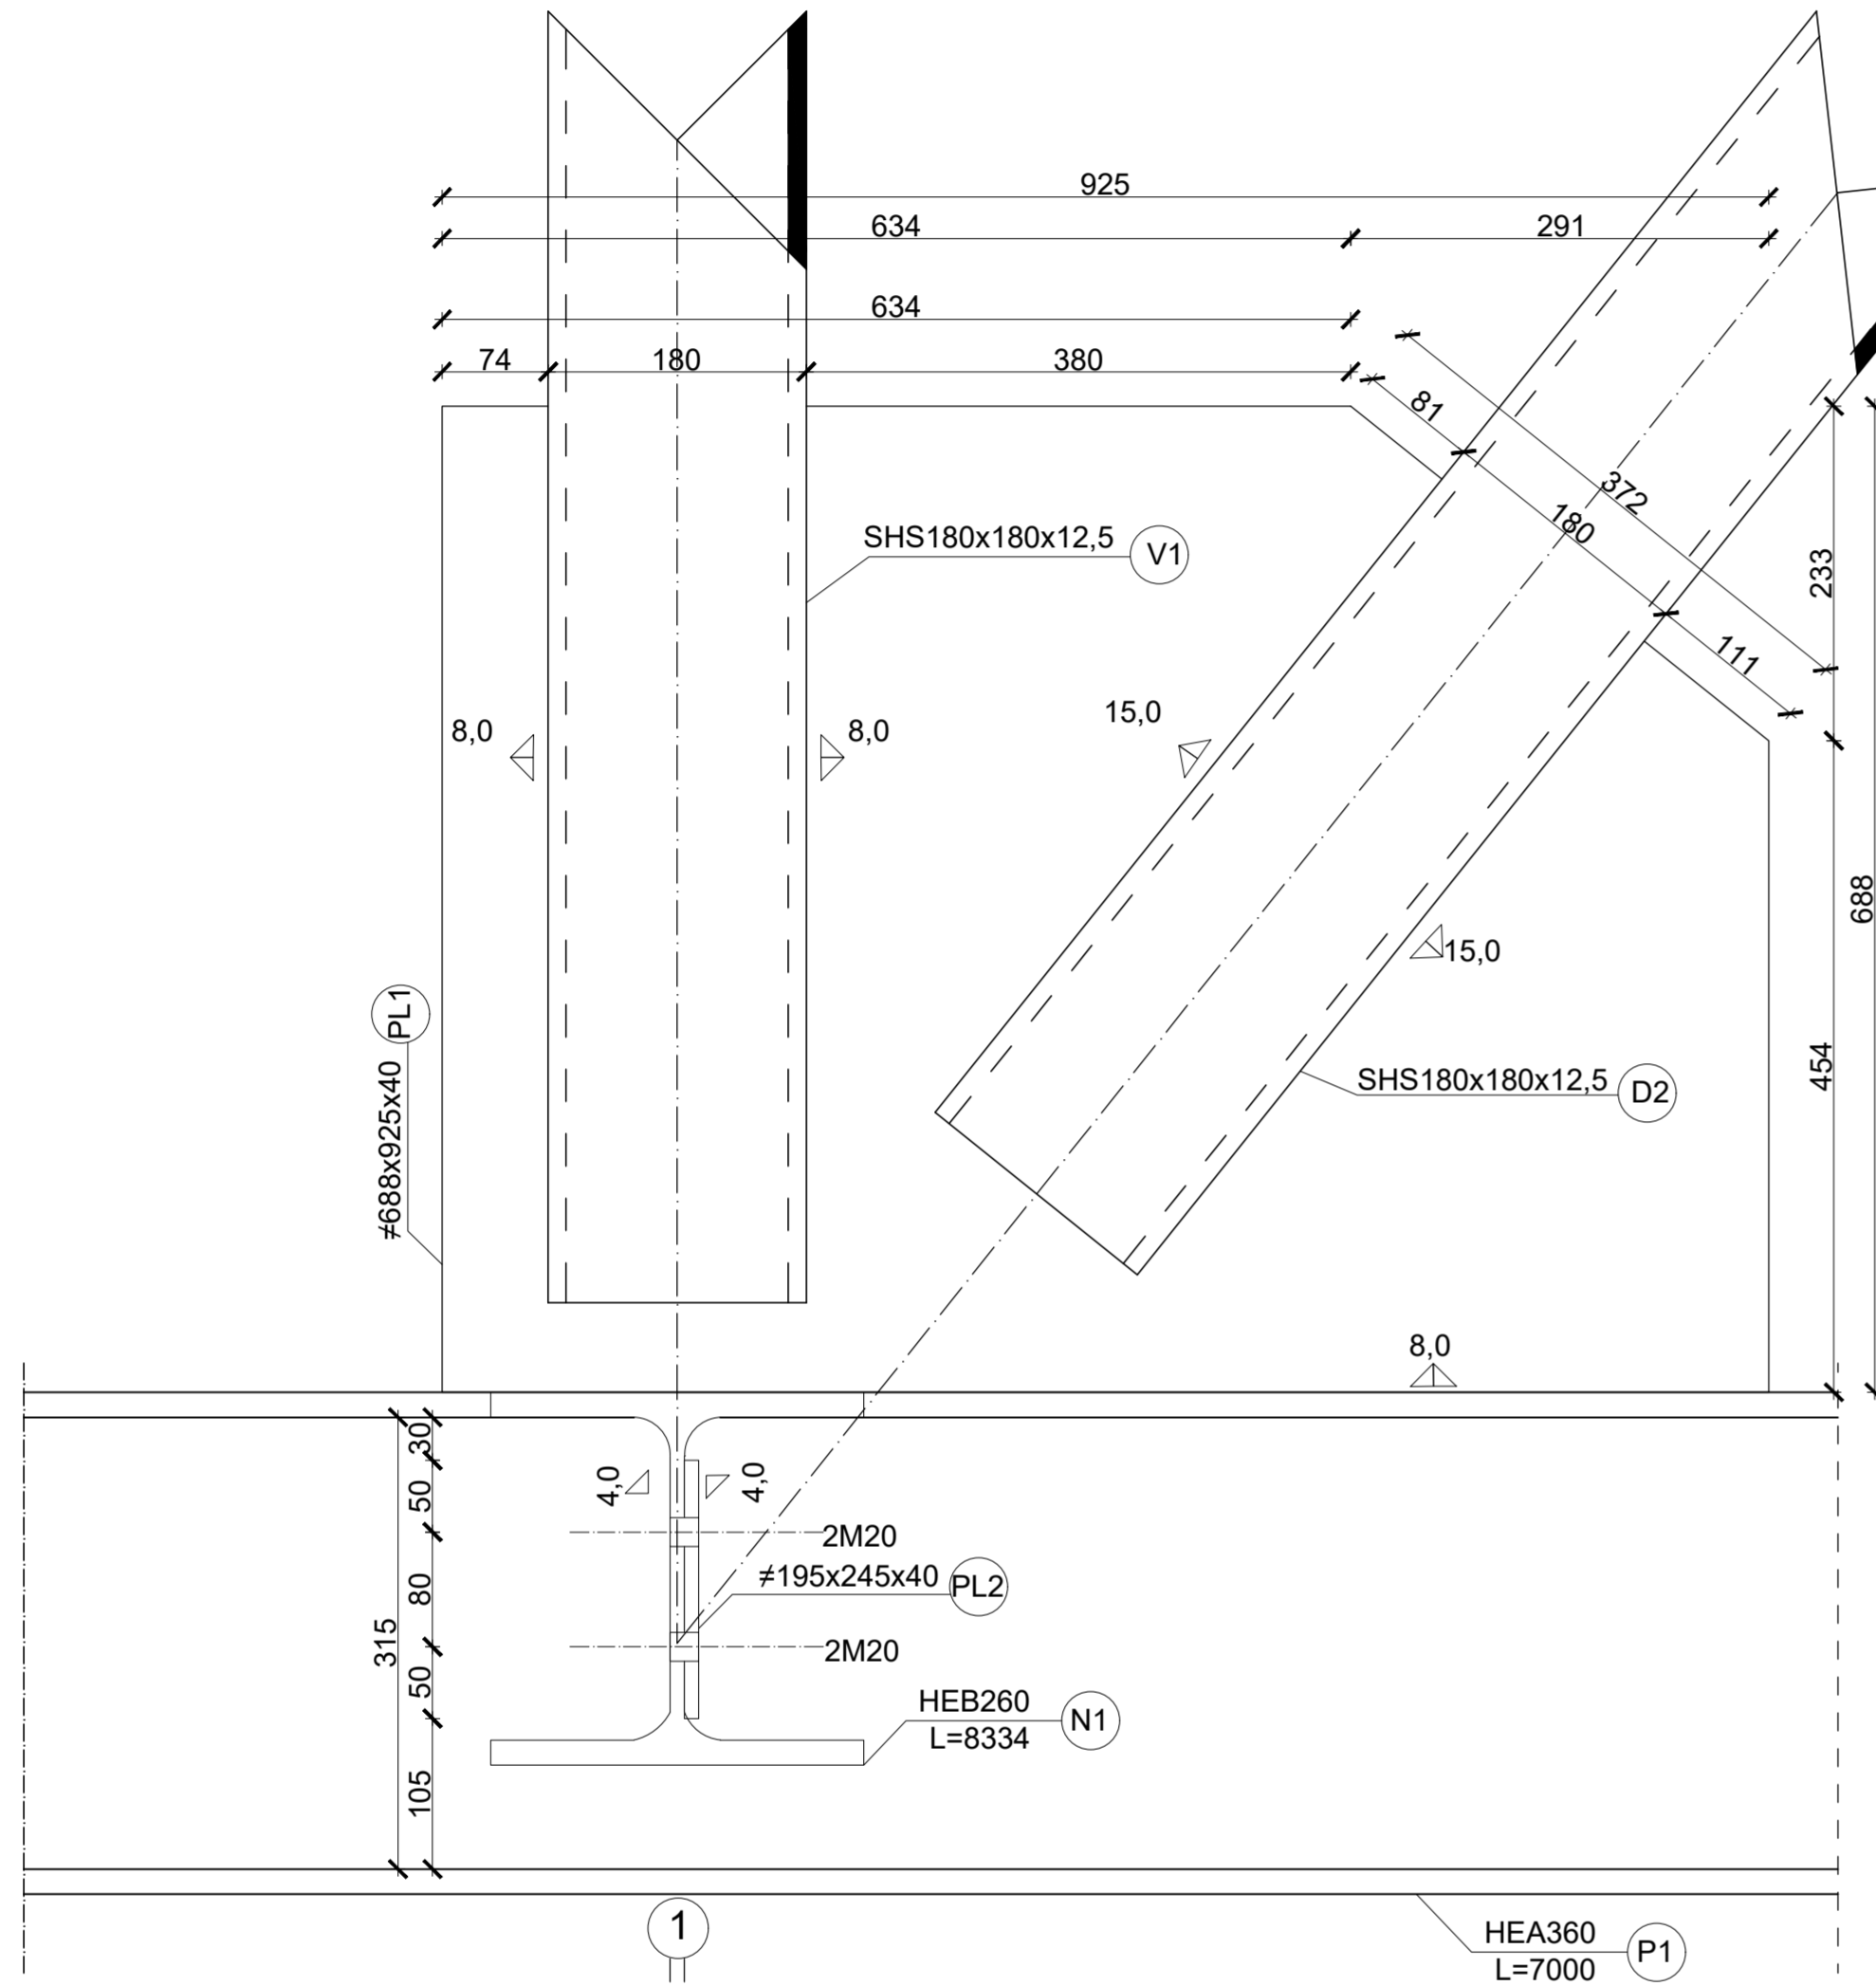 925
634
291
634
74
180
380
81
372
180
SHS180x180x12,5
V1
233
111
15,0
8,0
8,0
688
15,0
PL1
≠688x925x40
SHS180x180x12,5
D2
454
8,0
30
50
4,0
4,0
2M20
80
≠195x245x40
PL2
315
2M20
50
HEB260
L=8334
N1
105
1
HEA360
L=7000
P1